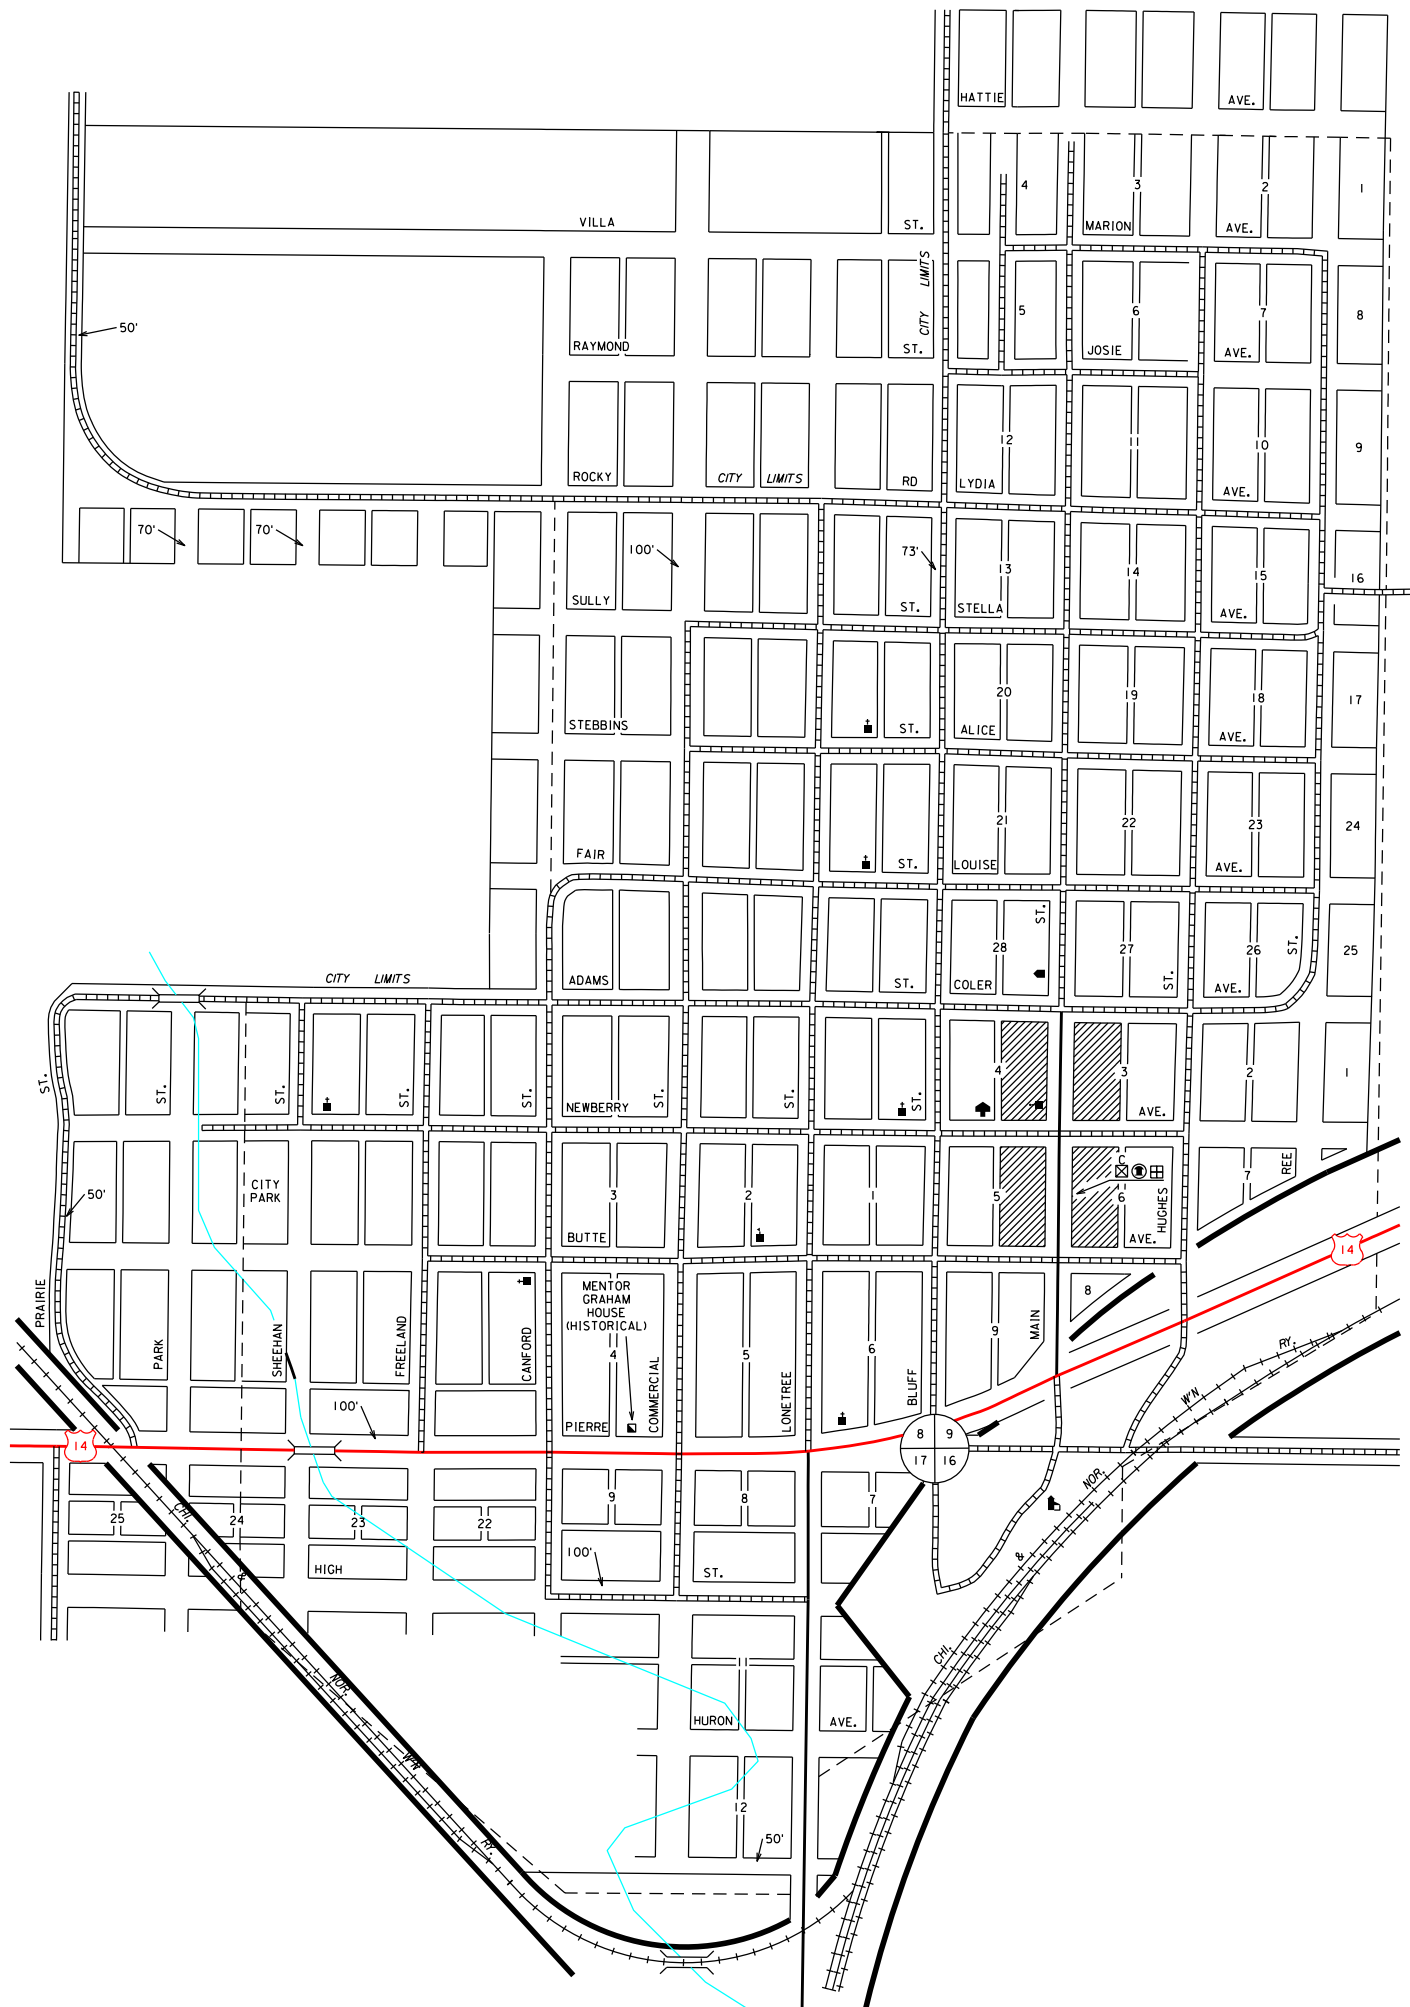 HATTIE AVE.
4 3 2 1
VILLA ST. MARION AVE.
CITY LIMITS
50'
5 6 7 8
RAYMOND ST. JOSIE AVE.
12 11 10 9
ROCKY CITY LIMITS RD LYDIA AVE.
70' 70' 100' 73'
13 14 15 16
SULLY ST. STELLA AVE.
20 19 18 17
STEBBINS ST. ALICE AVE.
21 22 23 24
FAIR ST. LOUISE AVE.
ST. ST.
28 27 26 25
CITY LIMITS
ADAMS ST. COLER ST. AVE.
4 3 2 1
ST. ST. ST. ST. ST. ST. ST. ST.
NEWBERRY AVE.
CITY
PARK
50'
3 2 1 5 C 6 7
REE
HUGHES
BUTTE AVE.
14
8
MENTOR
GRAHAM
HOUSE
(HISTORICAL)
PRAIRIE PARK SHEEHAN FREELAND CANFORD COMMERCIAL LONETREE BLUFF MAIN
4 5 6 9
RY.
W'N
100'
PIERRE
14
8 9
17 16
NOR.
25 24 23 22 9 8 7
CHI.
100'
HIGH ST.
&
&
CHI.
11
NOR.
HURON AVE.
W'N
12
50'
RY.